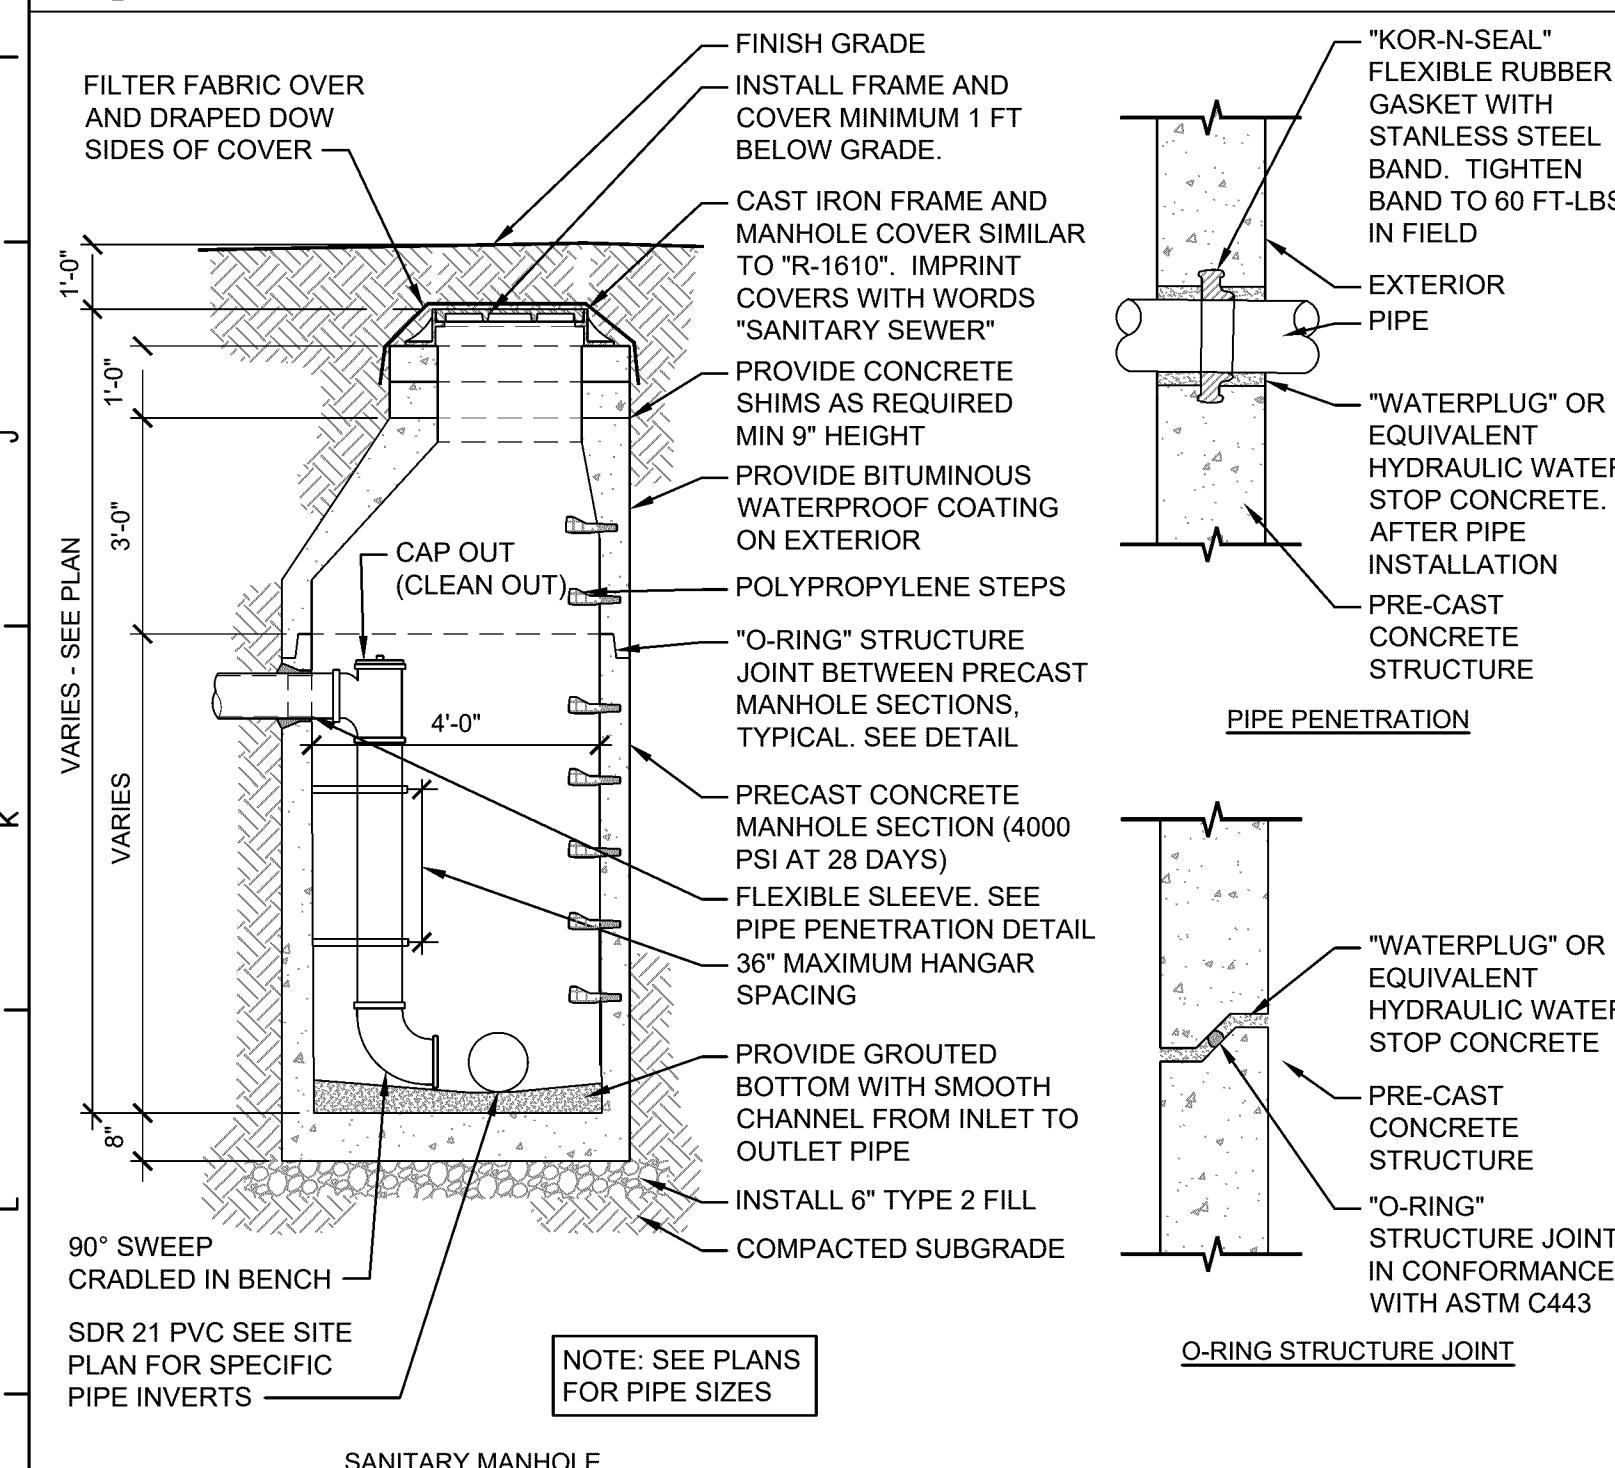 FILTER FABRIC OVER
AND DRAPED DOW
SIDES OF COVER
FINISH GRADE
INSTALL FRAME AND
COVER MINIMUM 1 FT
BELOW GRADE.
CAST IRON FRAME AND
MANHOLE COVER SIMILAR
TO "R-1610". IMPRINT
COVERS WITH WORDS
"SANITARY SEWER"
PROVIDE CONCRETE
SHIMS AS REQUIRED
MIN 9" HEIGHT
PROVIDE BITUMINOUS
WATERPROOF COATING
ON EXTERIOR
CAP OUT
(CLEAN OUT)
POLYPROPYLENE STEPS
"O-RING" STRUCTURE
JOINT BETWEEN PRECAST
MANHOLE SECTIONS,
TYPICAL. SEE DETAIL
PRECAST CONCRETE
MANHOLE SECTION (4000
PSI AT 28 DAYS)
FLEXIBLE SLEEVE. SEE
PIPE PENETRATION DETAIL
36" MAXIMUM HANGAR
SPACING
PROVIDE GROUTED
BOTTOM WITH SMOOTH
CHANNEL FROM INLET TO
OUTLET PIPE
INSTALL 6" TYPE 2 FILL
COMPACTED SUBGRADE
1'-0"
1'-0"
3'-0"
VARIES - SEE PLAN
VARIES
4'-0"
8"
90° SWEEP
CRADLED IN BENCH
SDR 21 PVC SEE SITE
PLAN FOR SPECIFIC
PIPE INVERTS
NOTE: SEE PLANS
FOR PIPE SIZES
SANITARY MANHOLE
"KOR-N-SEAL"
FLEXIBLE RUBBER
GASKET WITH
STANLESS STEEL
BAND. TIGHTEN
BAND TO 60 FT-LBS
IN FIELD
EXTERIOR
PIPE
"WATERPLUG" OR
EQUIVALENT
HYDRAULIC WATER
STOP CONCRETE.
AFTER PIPE
INSTALLATION
PRE-CAST
CONCRETE
STRUCTURE
PIPE PENETRATION
"WATERPLUG" OR
EQUIVALENT
HYDRAULIC WATER
STOP CONCRETE
PRE-CAST
CONCRETE
STRUCTURE
"O-RING"
STRUCTURE JOINT
IN CONFORMANCE
WITH ASTM C443
O-RING STRUCTURE JOINT
J
K
L